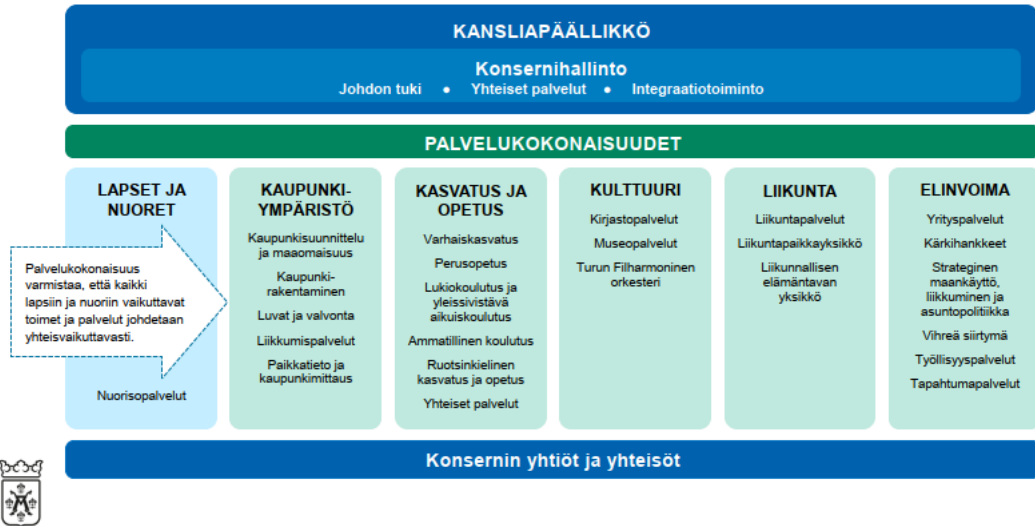 KANSLIAPÄÄLLIKKÖ
Konsernihallinto
Johdon tuki • Yhteiset palvelut • Integraatiotoiminto
PALVELUKOKONAISUUDET
LAPSET JA
NUORET
Palvelukokonaisuus
varmistaa, että kaikki
lapsiin ja nuoriin vaikuttavat
toimet ja palvelut johdetaan
yhteisvaikuttavasti.
Nuorisopalvelut
KAUPUNKI-
YMPÄRISTÖ
Kaupunkisuunnittelu
ja maaomaisuus
Kaupunki-
rakentaminen
Luvat ja valvonta
Liikkumispalvelut
Paikkatieto ja
kaupunkimittaus
KASVATUS JA
OPETUS
Varhaiskasvatus
Perusopetus
Lukiokoulutus ja
yleissivistävä
aikuiskoulutus
Ammatillinen koulutus
Ruotsinkielinen
kasvatus ja opetus
Yhteiset palvelut
KULTTUURI
Kirjastopalvelut
Museopalvelut
Turun Filharmoninen
orkesteri
LIIKUNTA
Liikuntapalvelut
Liikuntapaikkayksikkö
Liikunnallisen
elämäntavan
yksikkö
ELINVOIMA
Yrityspalvelut
Kärkihankkeet
Strateginen
maankäyttö,
liikkuminen ja
asuntopolitiikka
Vihreä siirtymä
Työllisyyspalvelut
Tapahtumapalvelut
Konsernin yhtiöt ja yhteisöt